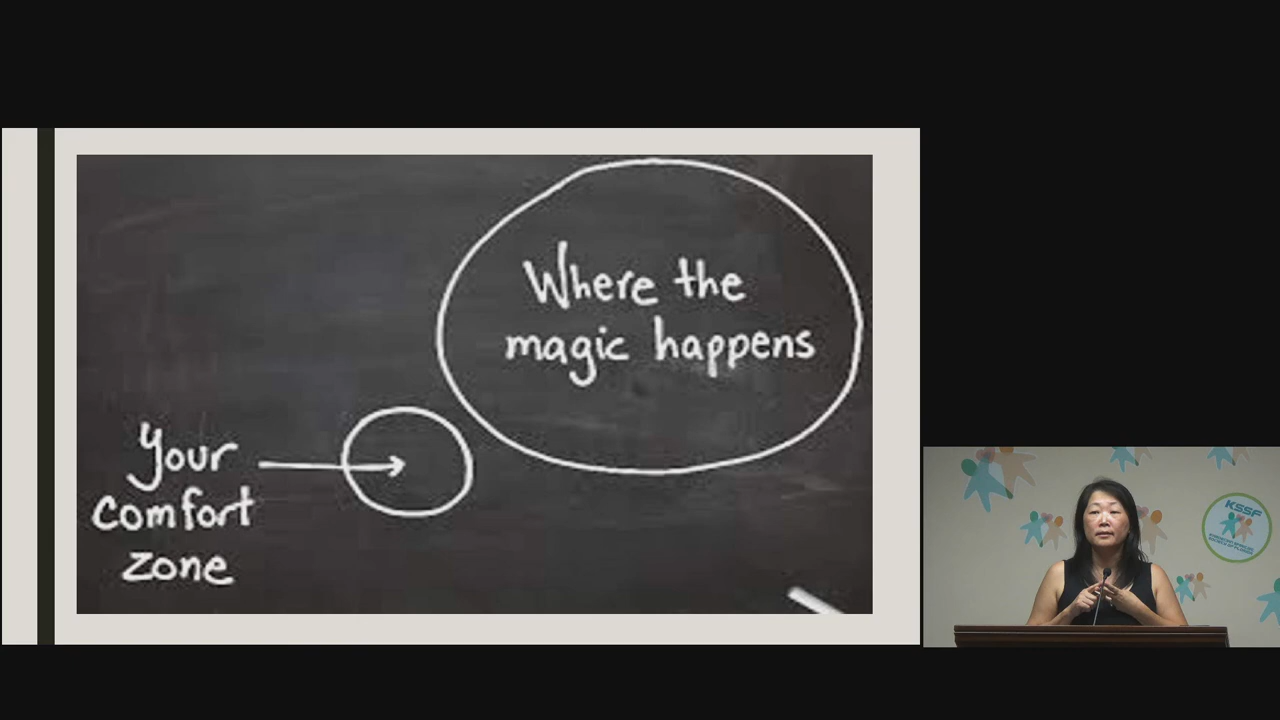 Where the
magic happens
your
comfort
zone
KSSF